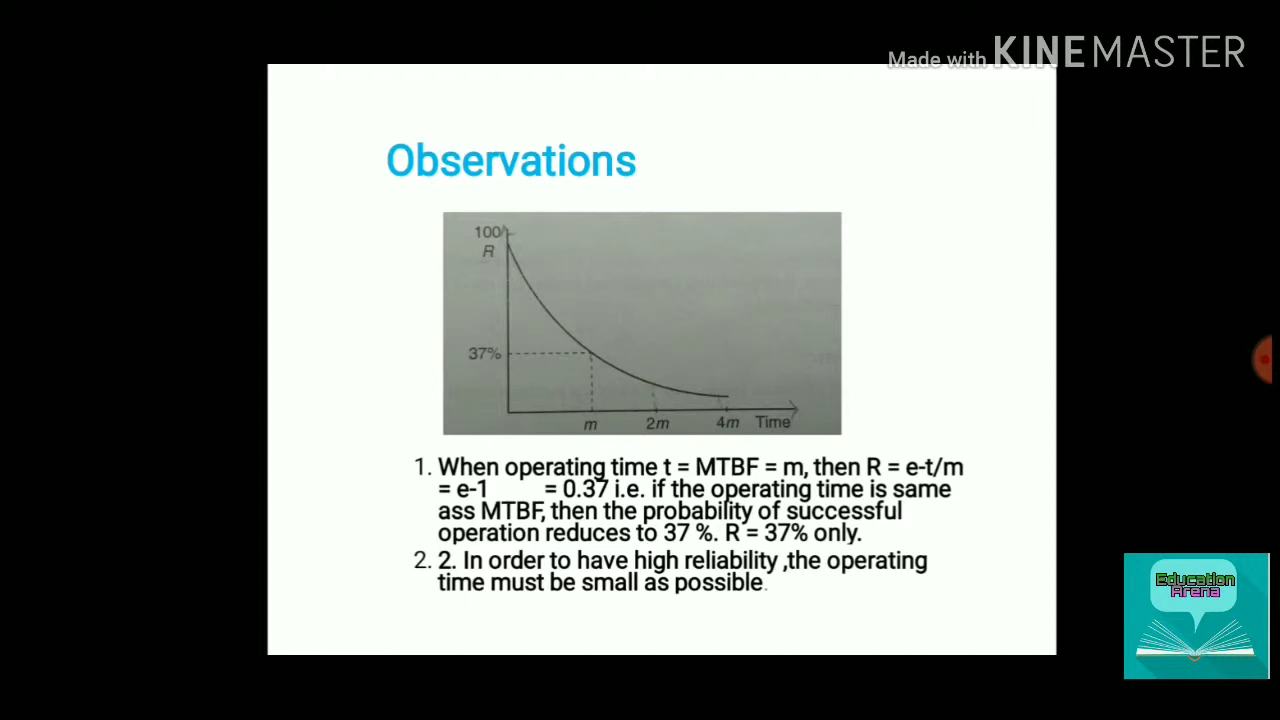 Made with KINEMASTER
Observations
100
R
37%
m
2m
4m
Time
1. When operating time t = MTBF = m, then R = e-t/m
= e-1 = 0.37 i.e. if the operating time is same
ass MTBF, then the probability of successful
operation reduces to 37 %. R = 37% only.
2. 2. In order to have high reliability ,the operating
time must be small as possible.
Education
Arena